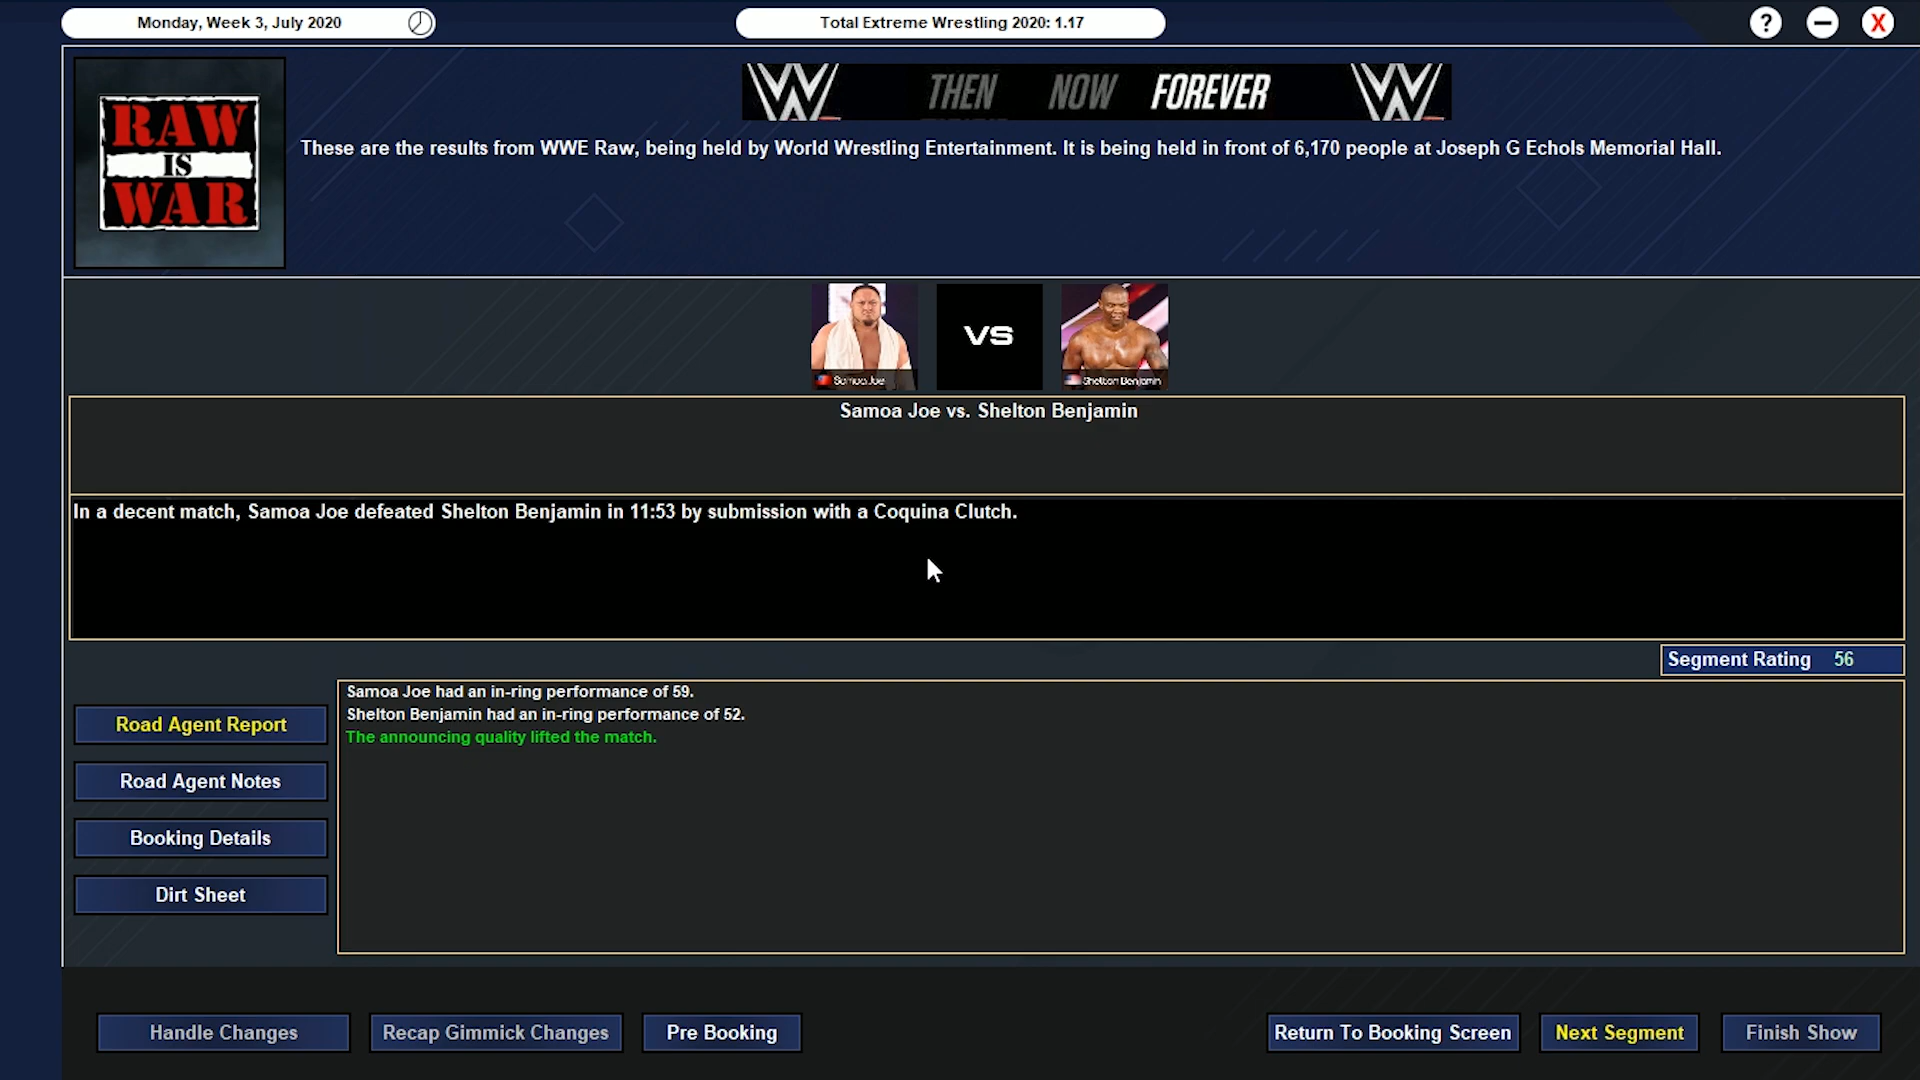 Monday, Week 3, July 2020
Total Extreme Wrestling 2020: 1.17
?
X
RAW
IS
WAR
THEN NOW FOREVER
These are the results from WWE Raw, being held by World Wrestling Entertainment. It is being held in front of 6,170 people at Joseph G Echols Memorial Hall.
Samoa Joe
VS
Shelton Benjamin
Samoa Joe vs. Shelton Benjamin
In a decent match, Samoa Joe defeated Shelton Benjamin in 11:53 by submission with a Coquina Clutch.
Segment Rating 56
Road Agent Report
Road Agent Notes
Booking Details
Dirt Sheet
Samoa Joe had an in-ring performance of 59.
Shelton Benjamin had an in-ring performance of 52.
The announcing quality lifted the match.
Handle Changes
Recap Gimmick Changes
Pre Booking
Return To Booking Screen
Next Segment
Finish Show